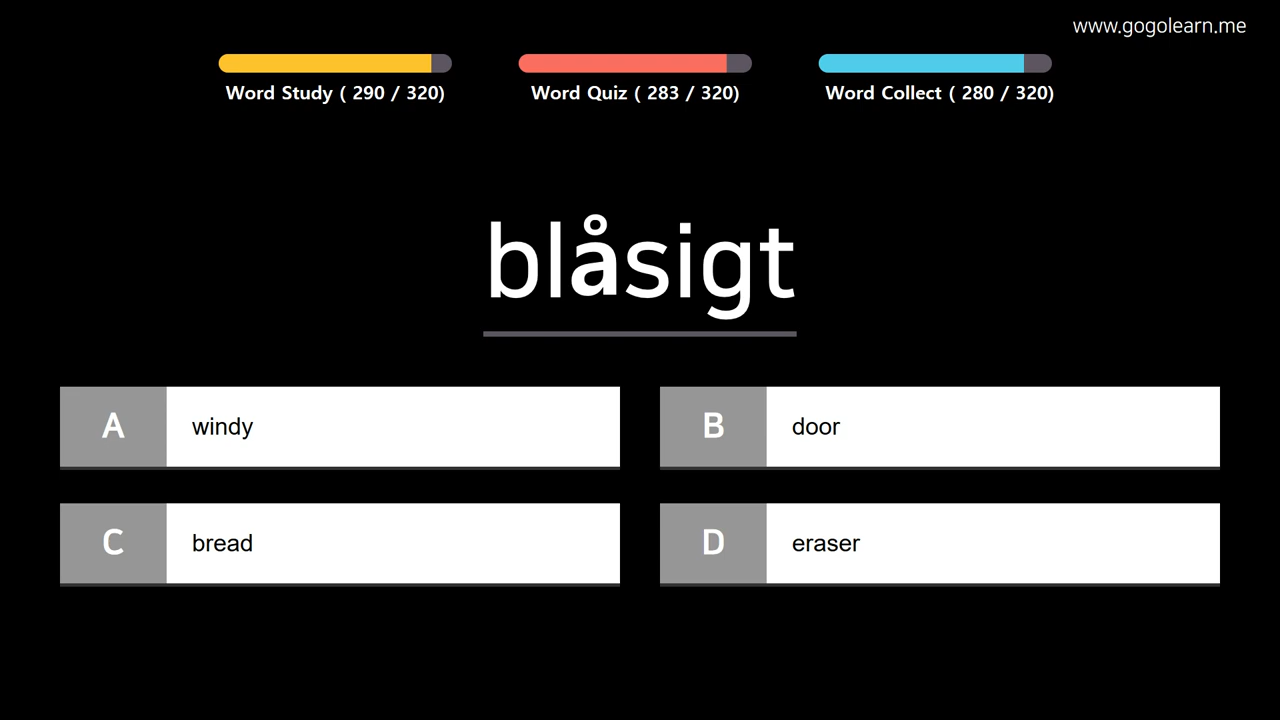 www.gogolearn.me
Word Study ( 290 / 320)
Word Quiz ( 283 / 320)
Word Collect ( 280 / 320)
blåsigt
A windy
B door
C bread
D eraser